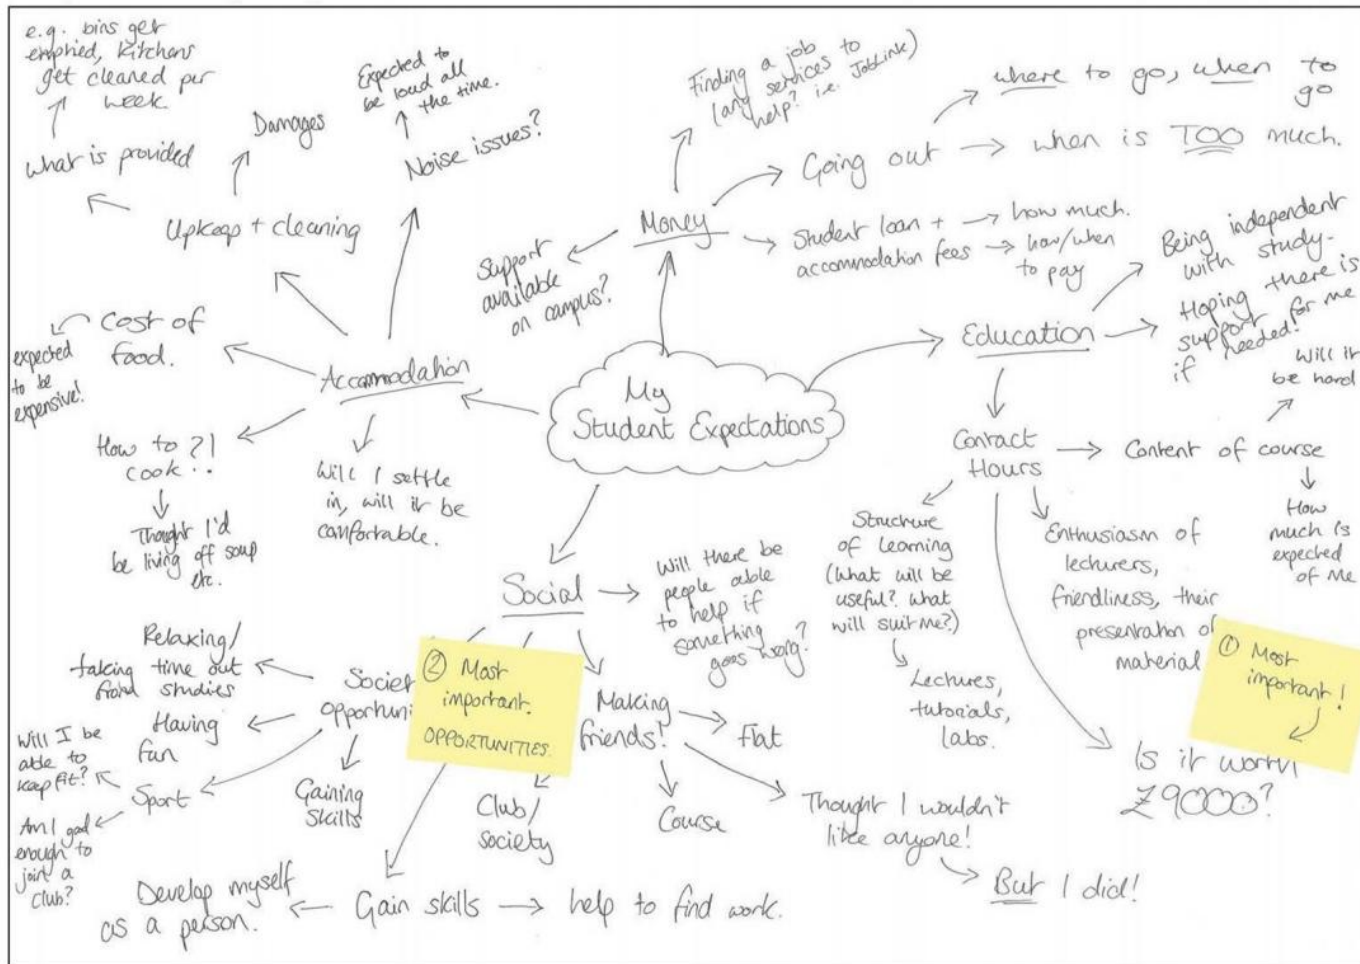 e.g. bins get
emptied, kitchens
get cleaned per
week.
What is provided
Damages
Upkeep + cleaning
Expected to
be loud all
the time.
Noise issues?
Cost of
food.
expected
to be
expensive!
Accommodation
How to
cook?!
Thought I'd
be living off soup
etc.
Will I settle
in, will it be
comfortable.
Finding a job
(any services to
help? i.e. JobLink)
Money
Going out
where to go, when to
go
when is TOO much.
Student loan +
accommodation fees
how much.
how/when
to pay
Support
available
on campus?
My
Student Expectations
Education
Being independent
with study-
Hoping there is
support for me
if needed!
Contact
Hours
Content of course
Will it
be hard
How
much is
expected
of me
Structure
of learning
(What will be
useful? What
will suit me?)
Lectures,
tutorials,
labs.
Enthusiasm of
lecturers,
friendliness, their
presentation of
material
① Most
important!
Is it worth
£9000?
Social
Will there be
people able
to help if
something
goes wrong?
② Most
important.
OPPORTUNITIES.
Society
opportuni
Relaxing/
taking time out
from studies
Having
fun
Sport
Will I be
able to
keep fit?
Am I good
enough to
join a
club?
Gaining
skills
Making
friends!
Flat
Course
Club/
society
Thought I wouldn't
like anyone!
But I did!
Gain skills
Develop myself
as a person.
help to find work.